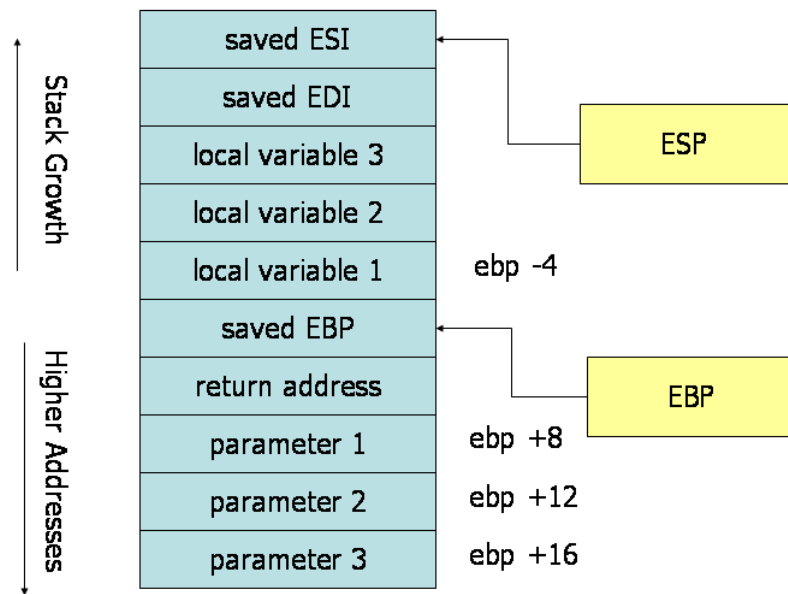 saved ESI
saved EDI
local variable 3
local variable 2
local variable 1
saved EBP
return address
parameter 1
parameter 2
parameter 3
Stack Growth
Higher Addresses
ebp -4
ebp +8
ebp +12
ebp +16
ESP
EBP